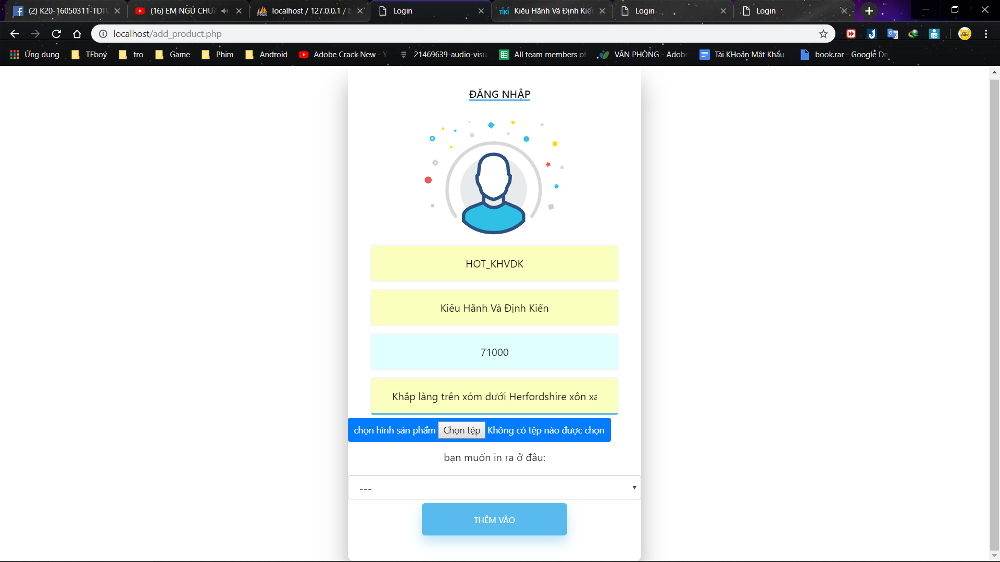 (2) K20-16050311-TDTU
(16) EM NGỦ CHƯA
localhost / 127.0.0.1 / b
Login
TIKI
Kiêu Hãnh Và Định Kiến
Login
Login
localhost/add_product.php
Ứng dụng
TFboy
tro
Game
Phim
Android
Adobe Crack New - Y
21469639-audio-visu
All team members of
VĂN PHÒNG - Adobe
Tài KHoản Mật Khẩu
book.rar - Google Dri
ĐĂNG NHẬP
HOT_KHVDK
Kiêu Hãnh Và Định Kiến
71000
Khắp làng trên xóm dưới Herfordshire xôn xa
chọn hình sản phẩm Chọn tệp Không có tệp nào được chọn
bạn muốn in ra ở đâu:
---
THÊM VÀO